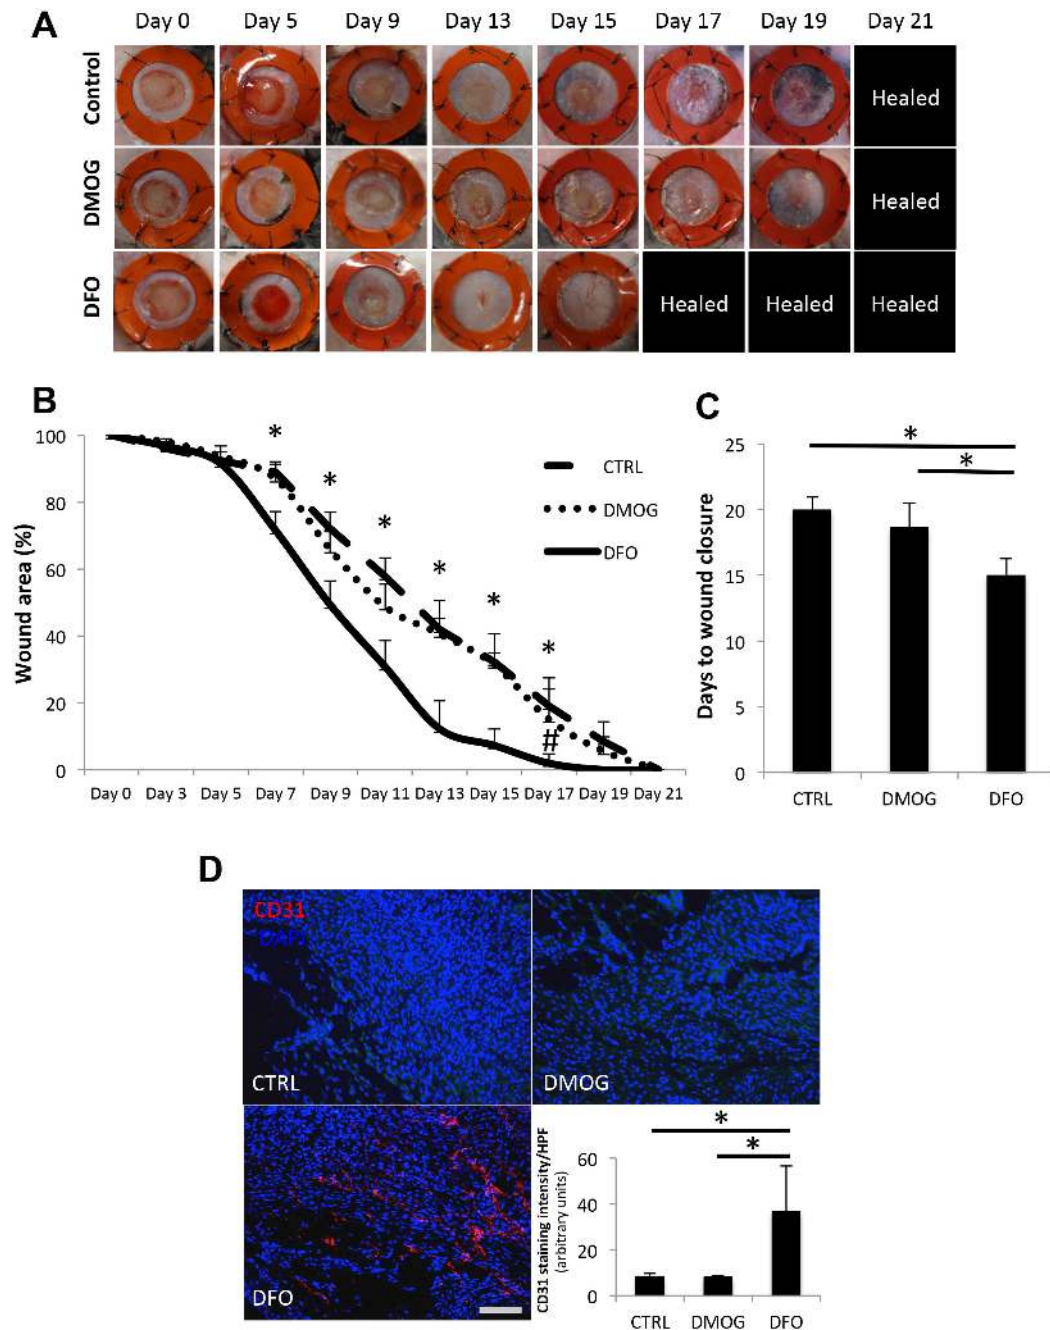 A
Day 0 Day 5 Day 9 Day 13 Day 15 Day 17 Day 19 Day 21
Control
Healed
DMOG
Healed
DFO
Healed Healed Healed
B
Wound area (%)
100
80
60
40
20
0
* * * * * *
#
CTRL
DMOG
DFO
Day 0 Day 3 Day 5 Day 7 Day 9 Day 11 Day 13 Day 15 Day 17 Day 19 Day 21
C
Days to wound closure
25
20
15
10
5
0
*
*
CTRL DMOG DFO
D
CD31
CTRL
DMOG
DFO
CD31 staining intensity/HPF
(arbitrary units)
60
40
20
0
*
*
CTRL DMOG DFO